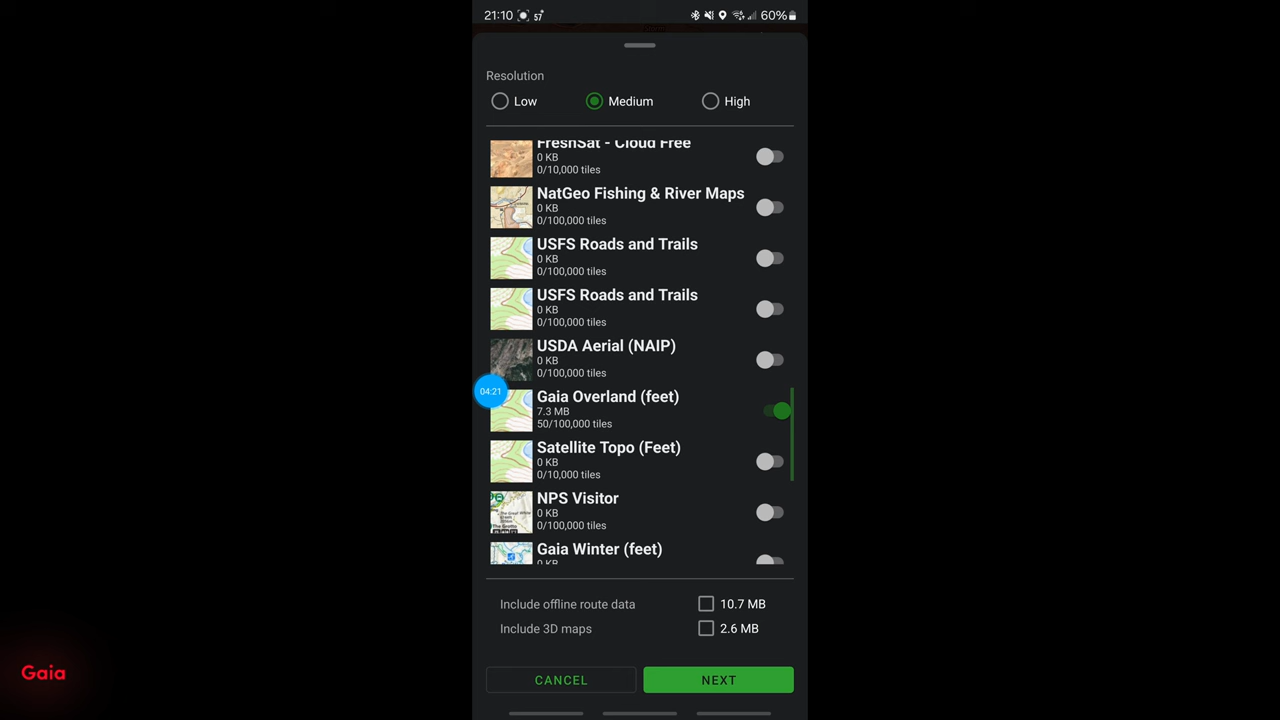 21:10 57 60%
Resolution
Low Medium High
FreshSat - Cloud Free
0 KB
0/10,000 tiles
NatGeo Fishing & River Maps
0 KB
0/100,000 tiles
USFS Roads and Trails
0 KB
0/100,000 tiles
USFS Roads and Trails
0 KB
0/100,000 tiles
USDA Aerial (NAIP)
0 KB
0/100,000 tiles
04:21
Gaia Overland (feet)
7.3 MB
50/100,000 tiles
Satellite Topo (Feet)
0 KB
0/10,000 tiles
NPS Visitor
0 KB
0/100,000 tiles
Gaia Winter (feet)
0 KB
Include offline route data 10.7 MB
Include 3D maps 2.6 MB
CANCEL NEXT
Gaia